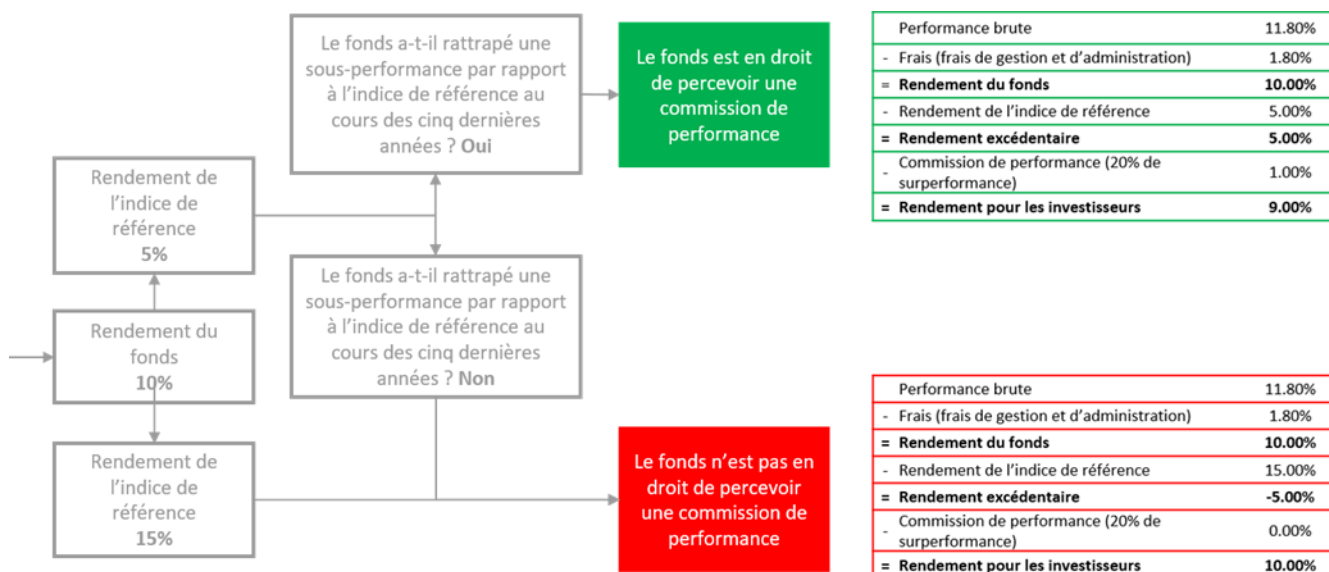 Le fonds a-t-il rattrapé une
sous-performance par rapport
à l'indice de référence au
cours des cinq dernières
années ? Oui
Le fonds est en droit
de percevoir une
commission de
performance
Performance brute 11.80%
- Frais (frais de gestion et d'administration) 1.80%
= Rendement du fonds 10.00%
- Rendement de l'indice de référence 5.00%
= Rendement excédentaire 5.00%
- Commission de performance (20% de
surperformance) 1.00%
= Rendement pour les investisseurs 9.00%
Rendement de
l'indice de
référence
5%
Le fonds a-t-il rattrapé une
sous-performance par rapport
à l'indice de référence au
cours des cinq dernières
années ? Non
Rendement du
fonds
10%
Rendement de
l'indice de
référence
15%
Le fonds n'est pas en
droit de percevoir
une commission de
performance
Performance brute 11.80%
- Frais (frais de gestion et d'administration) 1.80%
= Rendement du fonds 10.00%
- Rendement de l'indice de référence 15.00%
= Rendement excédentaire -5.00%
- Commission de performance (20% de
surperformance) 0.00%
= Rendement pour les investisseurs 10.00%